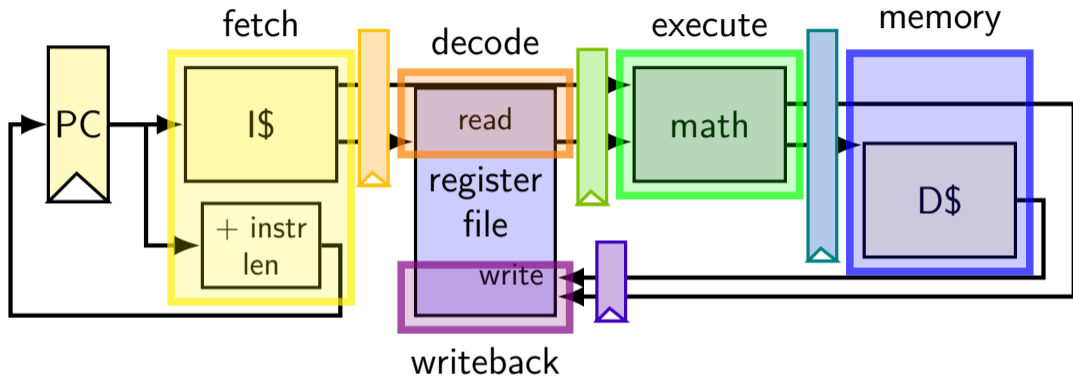 fetch
decode
execute
memory
PC
I$
read
math
register
file
D$
+ instr
len
write
writeback